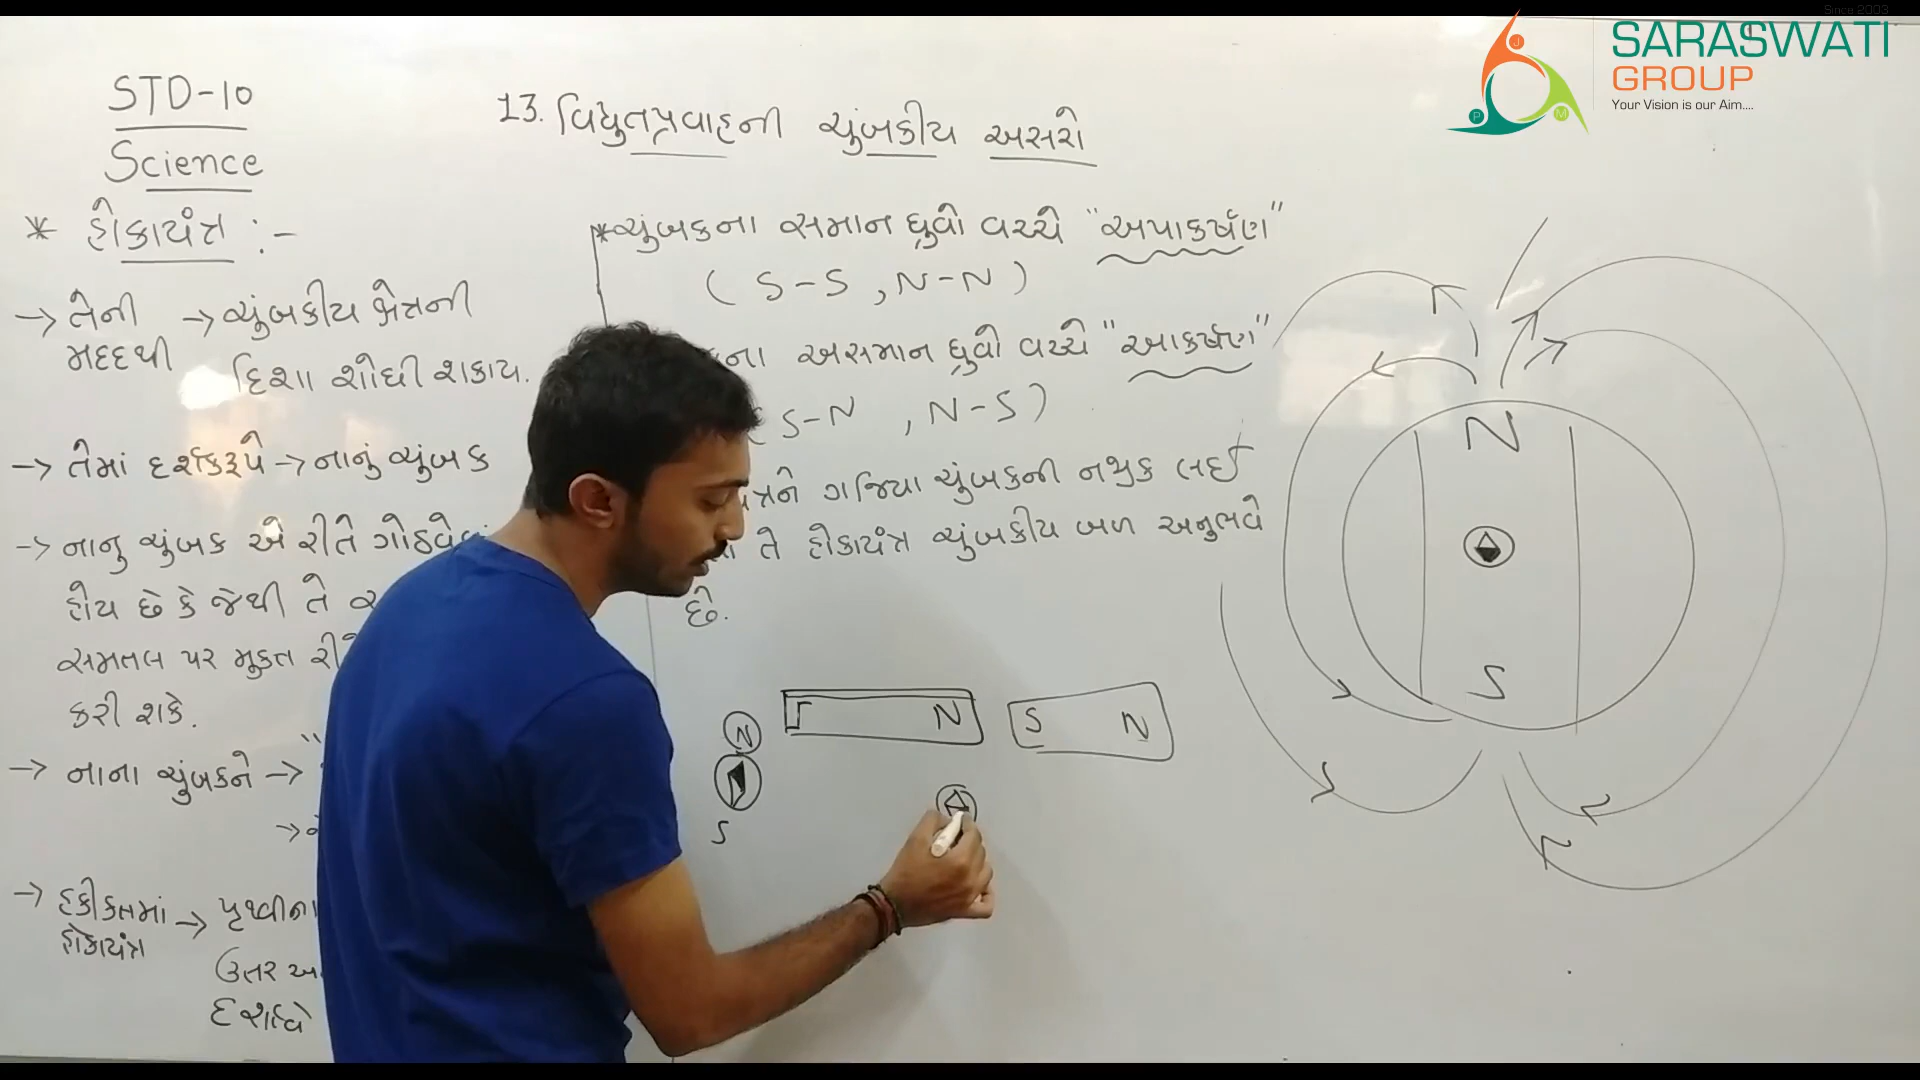 Since 2003
SARASWATI
GROUP
Your Vision is our Aim....
J
P
M
STD-10
Science
13. વિદ્યુતપ્રવાહની ચુંબકીય અસરો
* હોકાયંત્ર :-
→ તેની મદદથી → ચુંબકીય ક્ષેત્રની
દિશા શોધી શકાય.
→ તેમાં દર્શકરૂપે → નાનું ચુંબક
→ નાનુ ચુંબક એ રીતે ગોઠવેલું
હોય છે કે જેથી તે
સમતલ પર મુક્ત
કરી શકે.
→ નાના ચુંબકને → "
→
→ હકીકતમાં હોકાયંત્ર → પૃથ્વીના
ઉત્તર
દર્શાવે
* ચુંબકના સમાન ધ્રુવો વચ્ચે "અપાકર્ષણ"
(S-S, N-N)
ના અસમાન ધ્રુવો વચ્ચે "આકર્ષણ"
(S-N, N-S)
ગજિયા ચુંબકની નજીક લઈ
તે હોકાયંત્ર ચુંબકીય બળ અનુભવે
છે.
N
S
N
S N
S
N
S